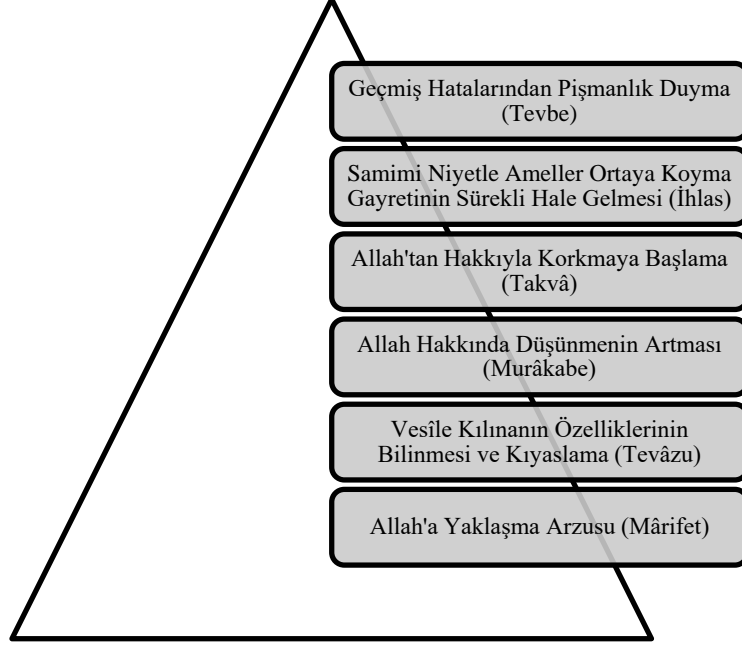 Geçmiş Hatalarından Pişmanlık Duyma
(Tevbe)
Samimi Niyetle Ameller Ortaya Koyma
Gayretinin Sürekli Hale Gelmesi (İhlas)
Allah'tan Hakkıyla Korkmaya Başlama
(Takvâ)
Allah Hakkında Düşünmenin Artması
(Murâkabe)
Vesîle Kılınanın Özelliklerinin
Bilinmesi ve Kıyaslama (Tevâzu)
Allah'a Yaklaşma Arzusu (Mârifet)